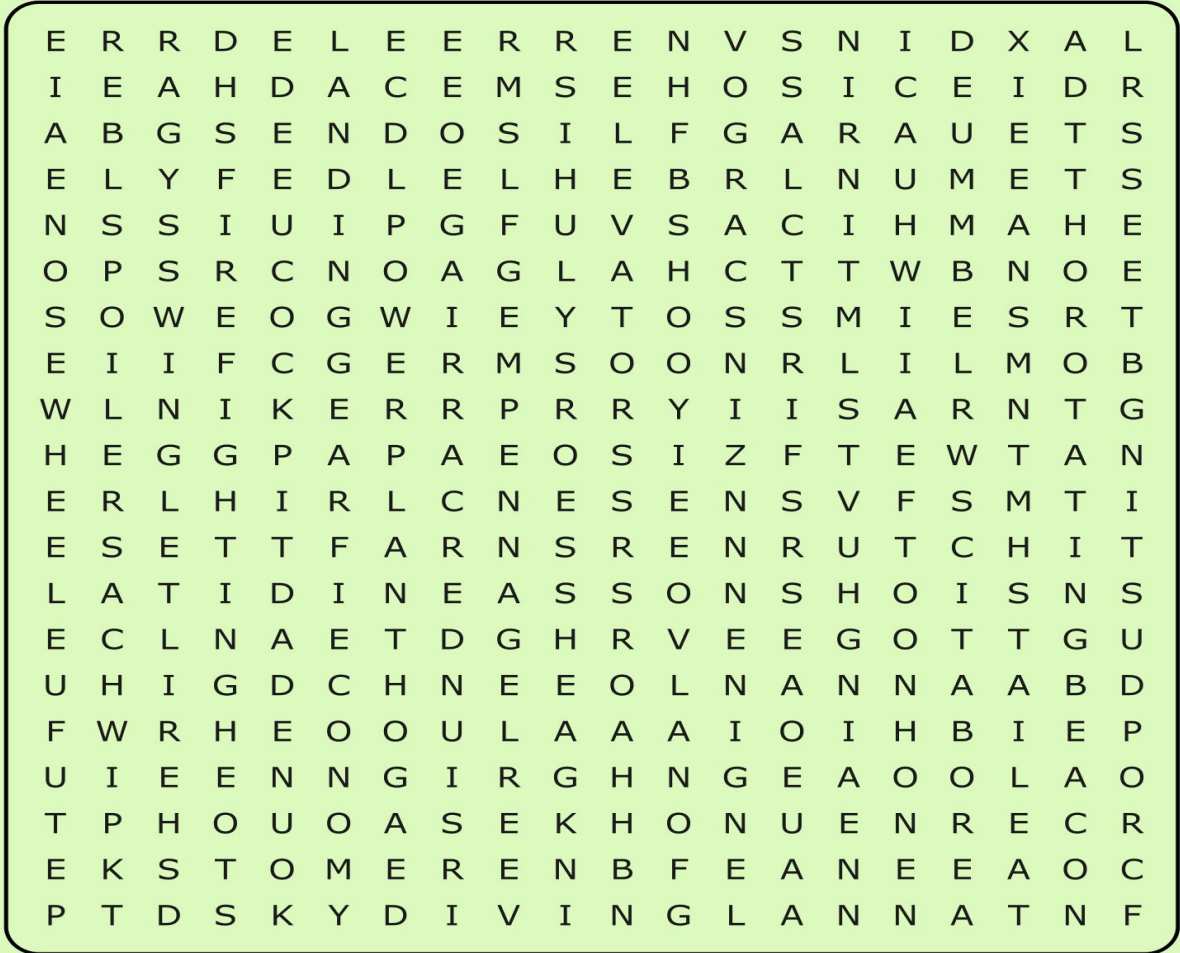 E R R D E L E E R R E N V S N I D X A L
I E A H D A C E M S E H O S I C E I D R
A B G S E N D O S I L F G A R A U E T S
E L Y F E D L E L H E B R L N U M E T S
N S S I U I P G F U V S A C I H M A H E
O P S R C N O A G L A H C T T W B N O E
S O W E O G W I E Y T O S S M I E S R T
E I I F C G E R M S O O N R L I L M O B
W L N I K E R R P R R Y I I S A R N T G
H E G G P A P A E O S I Z F T E W T A N
E R L H I R L C N E S E N S V F S M T I
E S E T T F A R N S R E N R U T C H I T
L A T I D I N E A S S O N S H O I S N S
E C L N A E T D G H R V E E G O T T G U
U H I G D C H N E E O L N A N N A A B D
F W R H E O O U L A A A I O I H B I E P
U I E E N N G I R G H N G E A O O L A O
T P H O U O A S E K H O N U E N R E C R
E K S T O M E R E N B F E A N E E A O C
P T D S K Y D I V I N G L A N N A T N F